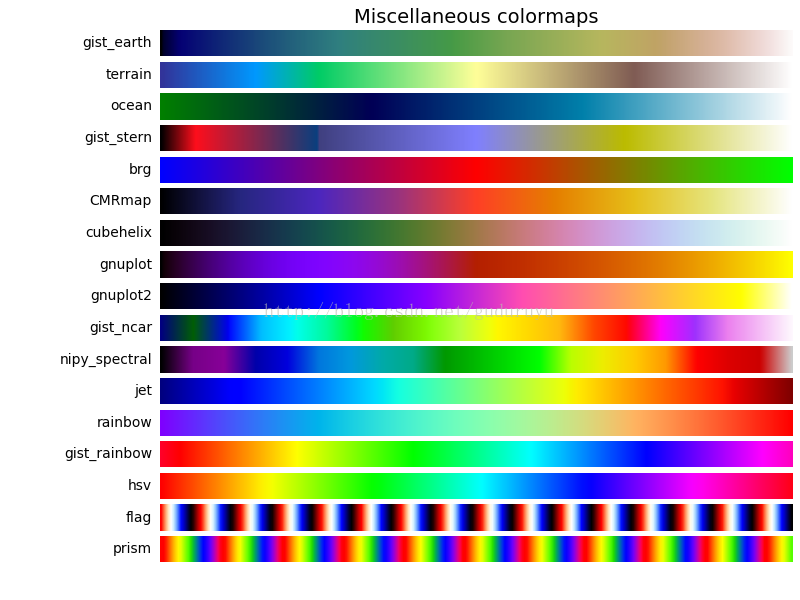 Miscellaneous colormaps
gist_earth
terrain
ocean
gist_stern
brg
CMRmap
cubehelix
gnuplot
gnuplot2
gist_ncar
nipy_spectral
jet
rainbow
gist_rainbow
hsv
flag
prism